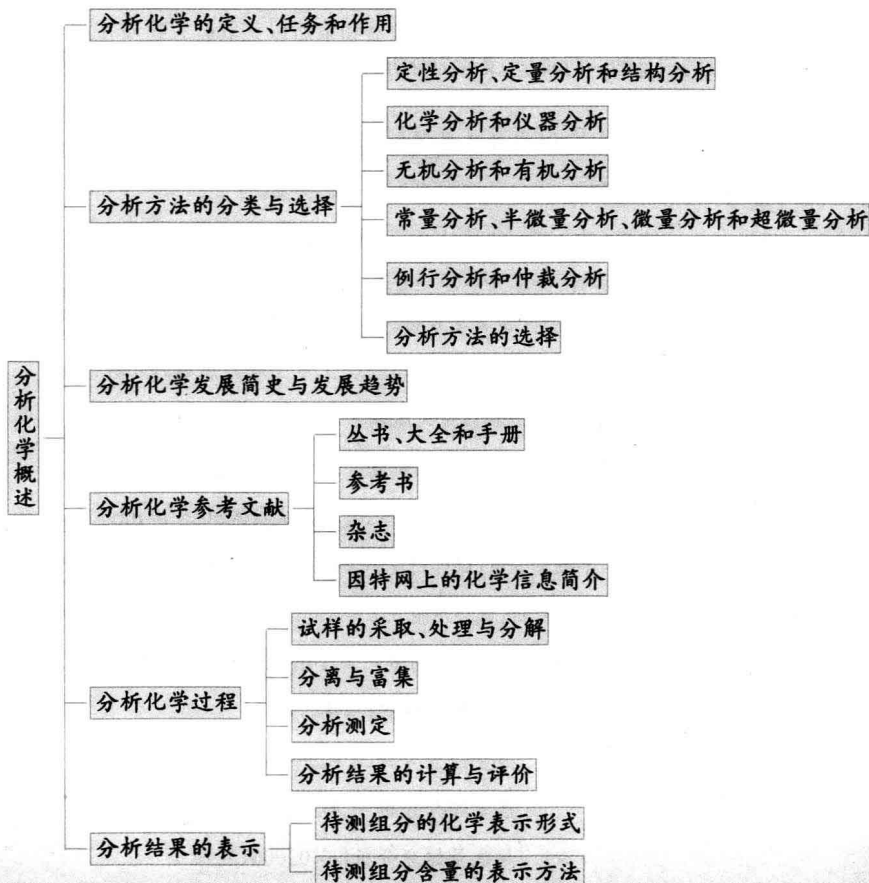 分析化学概述
分析化学的定义、任务和作用
分析方法的分类与选择
定性分析、定量分析和结构分析
化学分析和仪器分析
无机分析和有机分析
常量分析、半微量分析、微量分析和超微量分析
例行分析和仲裁分析
分析方法的选择
分析化学发展简史与发展趋势
分析化学参考文献
丛书、大全和手册
参考书
杂志
因特网上的化学信息简介
分析化学过程
试样的采取、处理与分解
分离与富集
分析测定
分析结果的计算与评价
分析结果的表示
待测组分的化学表示形式
待测组分含量的表示方法